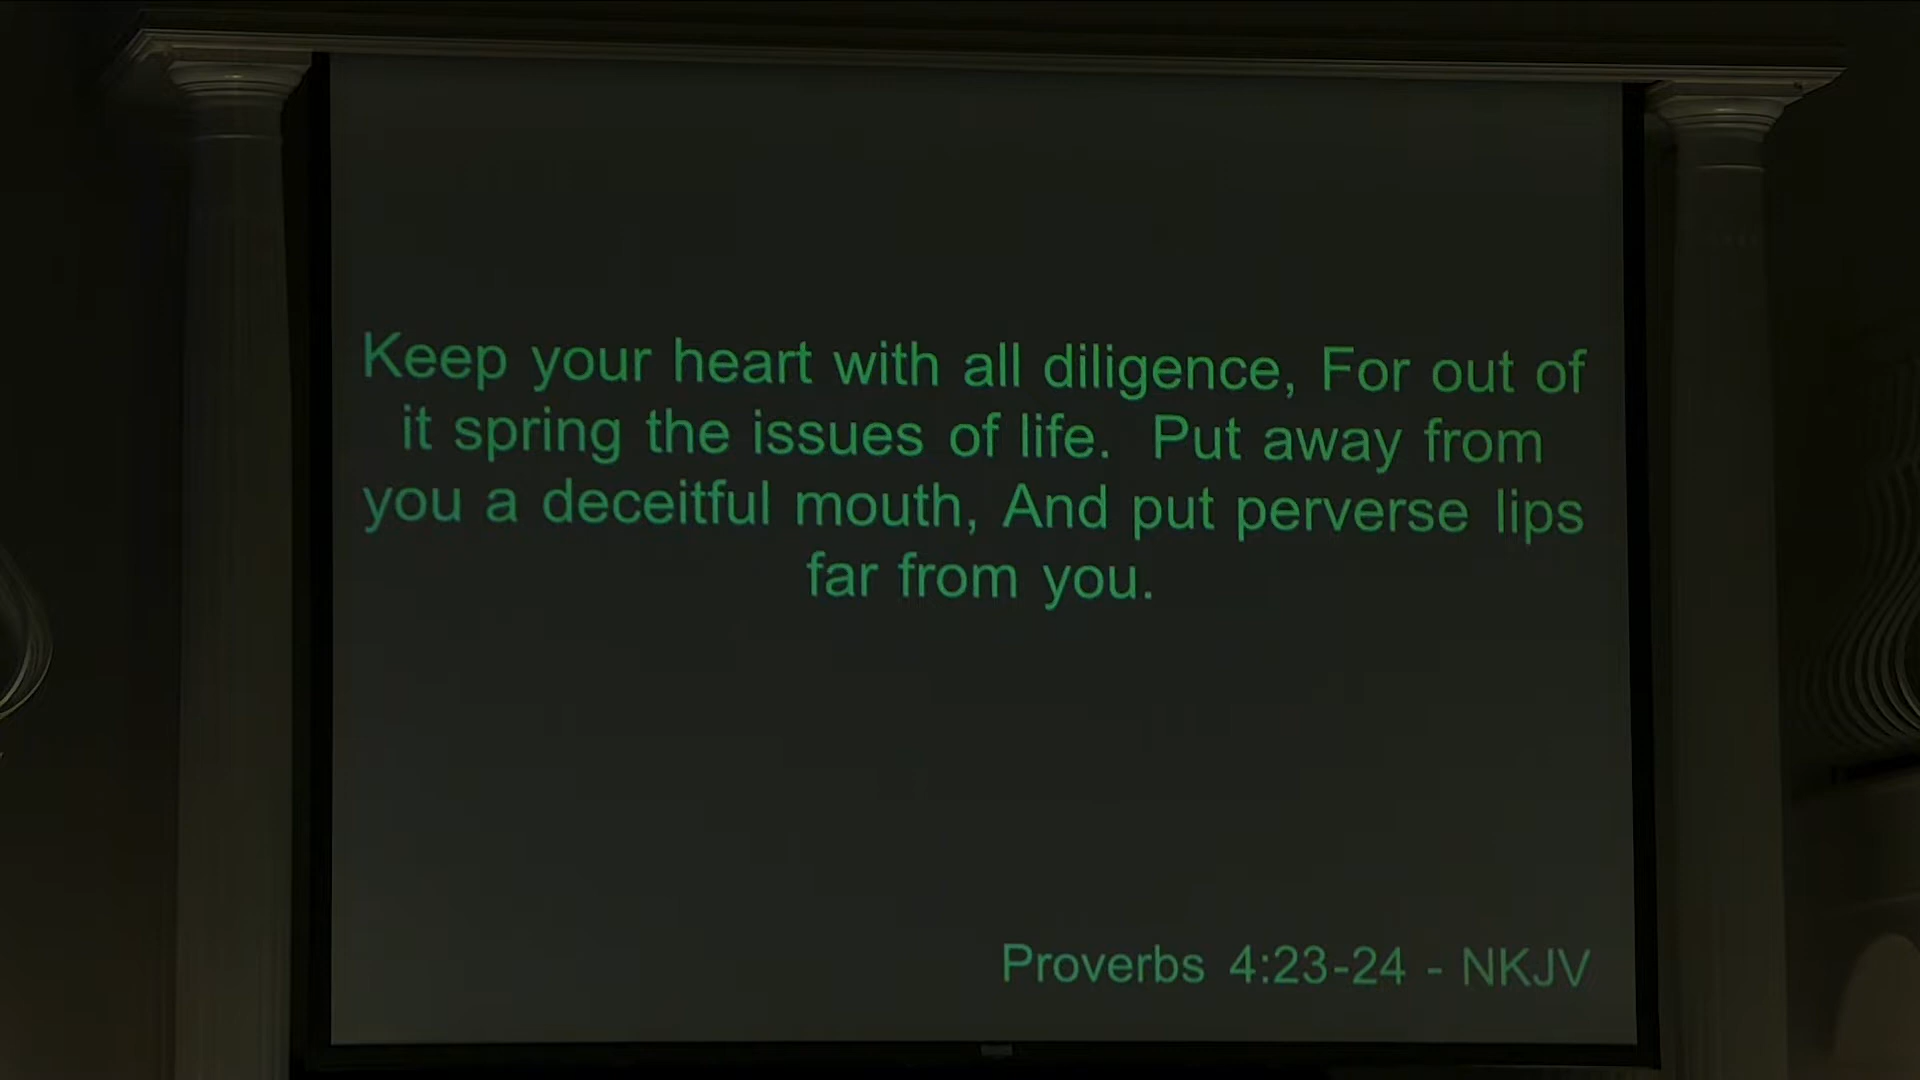 Keep your heart with all diligence, For out of
it spring the issues of life.  Put away from
you a deceitful mouth, And put perverse lips
far from you.
Proverbs 4:23-24 - NKJV